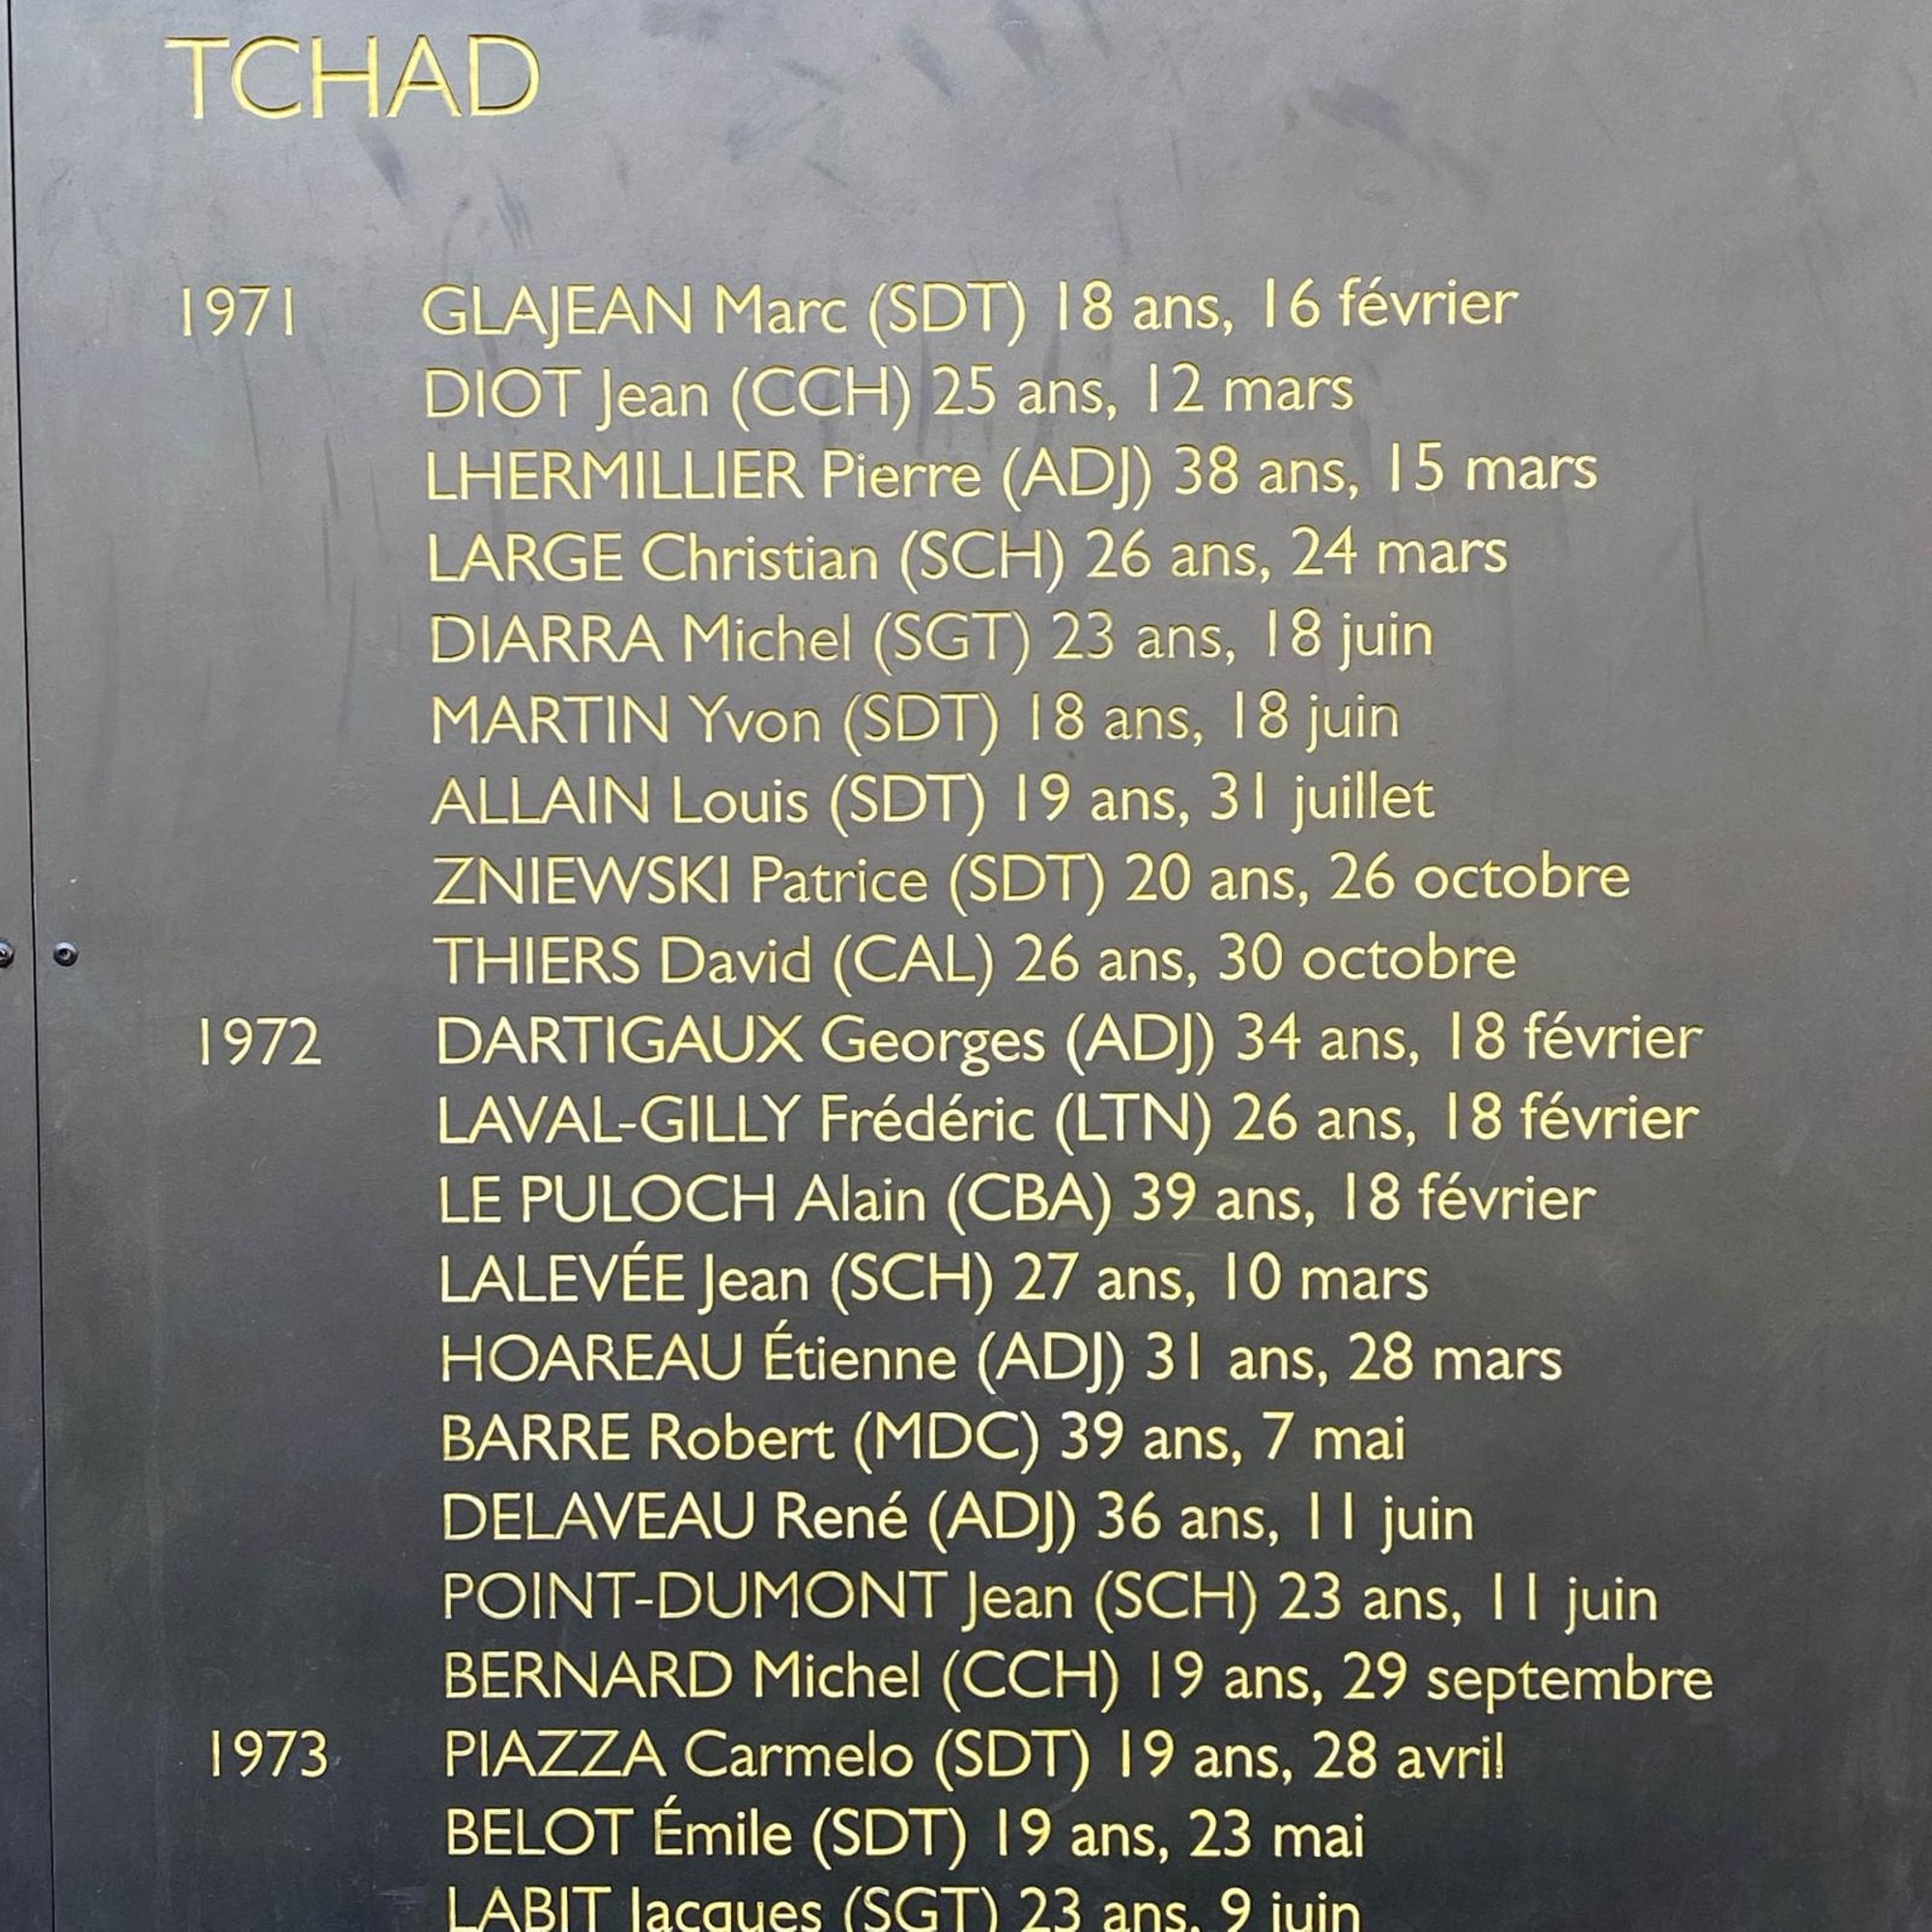 TCHAD
1971 GLAJEAN Marc (SDT) 18 ans, 16 février
DIOT Jean (CCH) 25 ans, 12 mars
LHERMILLIER Pierre (ADJ) 38 ans, 15 mars
LARGE Christian (SCH) 26 ans, 24 mars
DIARRA Michel (SGT) 23 ans, 18 juin
MARTIN Yvon (SDT) 18 ans, 18 juin
ALLAIN Louis (SDT) 19 ans, 31 juillet
ZNIEWSKI Patrice (SDT) 20 ans, 26 octobre
THIERS David (CAL) 26 ans, 30 octobre
1972 DARTIGAUX Georges (ADJ) 34 ans, 18 février
LAVAL-GILLY Frédéric (LTN) 26 ans, 18 février
LE PULOCH Alain (CBA) 39 ans, 18 février
LALEVÉE Jean (SCH) 27 ans, 10 mars
HOAREAU Étienne (ADJ) 31 ans, 28 mars
BARRE Robert (MDC) 39 ans, 7 mai
DELAVEAU René (ADJ) 36 ans, 11 juin
POINT-DUMONT Jean (SCH) 23 ans, 11 juin
BERNARD Michel (CCH) 19 ans, 29 septembre
1973 PIAZZA Carmelo (SDT) 19 ans, 28 avril
BELOT Émile (SDT) 19 ans, 23 mai
LABIT Jacques (SGT) 23 ans, 9 juin